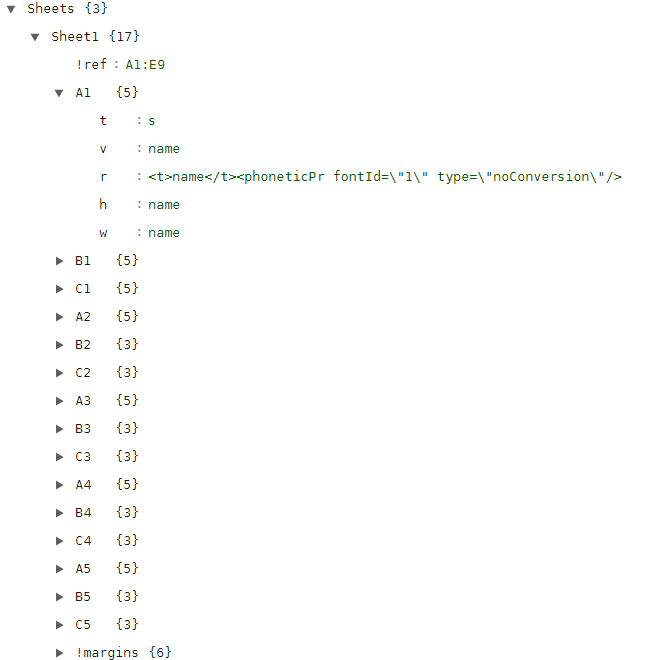 Sheets {3}
Sheet1 {17}
!ref : A1:E9
A1 {5}
t : s
v : name
r : <t>name</t><phoneticPr fontId=\"1\" type=\"noConversion\"/>
h : name
w : name
B1 {5}
C1 {5}
A2 {5}
B2 {3}
C2 {3}
A3 {5}
B3 {3}
C3 {3}
A4 {5}
B4 {3}
C4 {3}
A5 {5}
B5 {3}
C5 {3}
!margins {6}